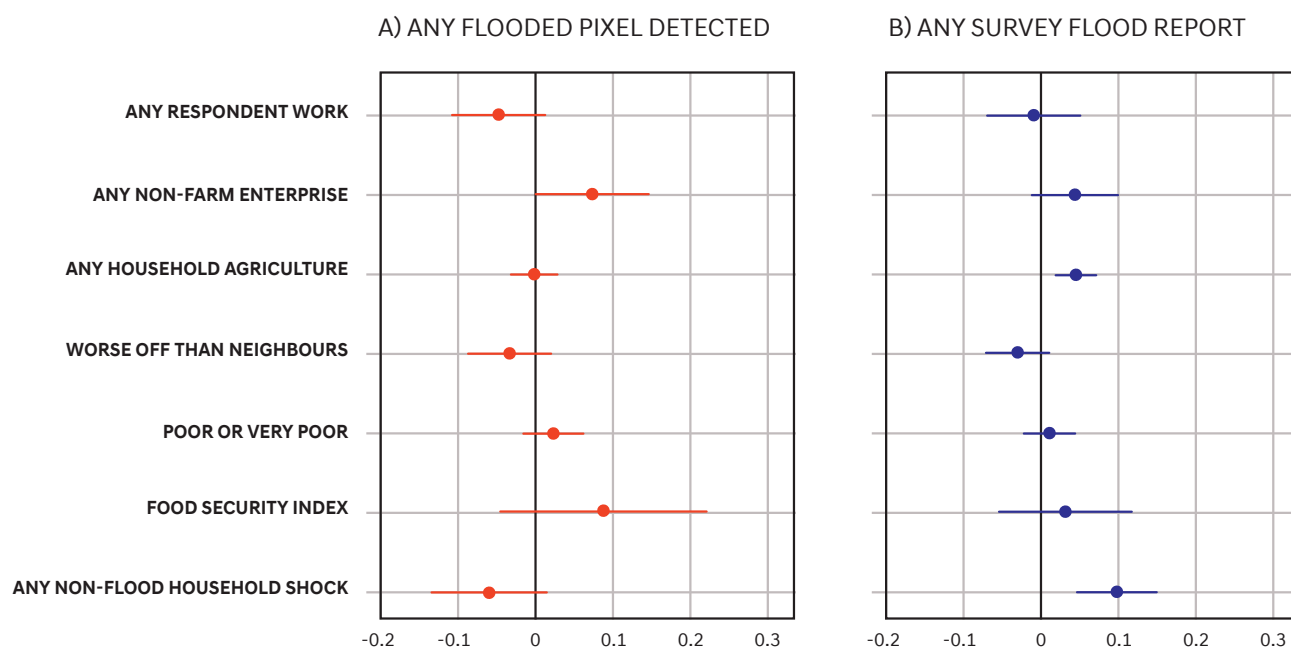 A) ANY FLOODED PIXEL DETECTED
B) ANY SURVEY FLOOD REPORT
ANY RESPONDENT WORK
ANY NON-FARM ENTERPRISE
ANY HOUSEHOLD AGRICULTURE
WORSE OFF THAN NEIGHBOURS
POOR OR VERY POOR
FOOD SECURITY INDEX
ANY NON-FLOOD HOUSEHOLD SHOCK
-0.2 -0.1 0 0.1 0.2 0.3
-0.2 -0.1 0 0.1 0.2 0.3